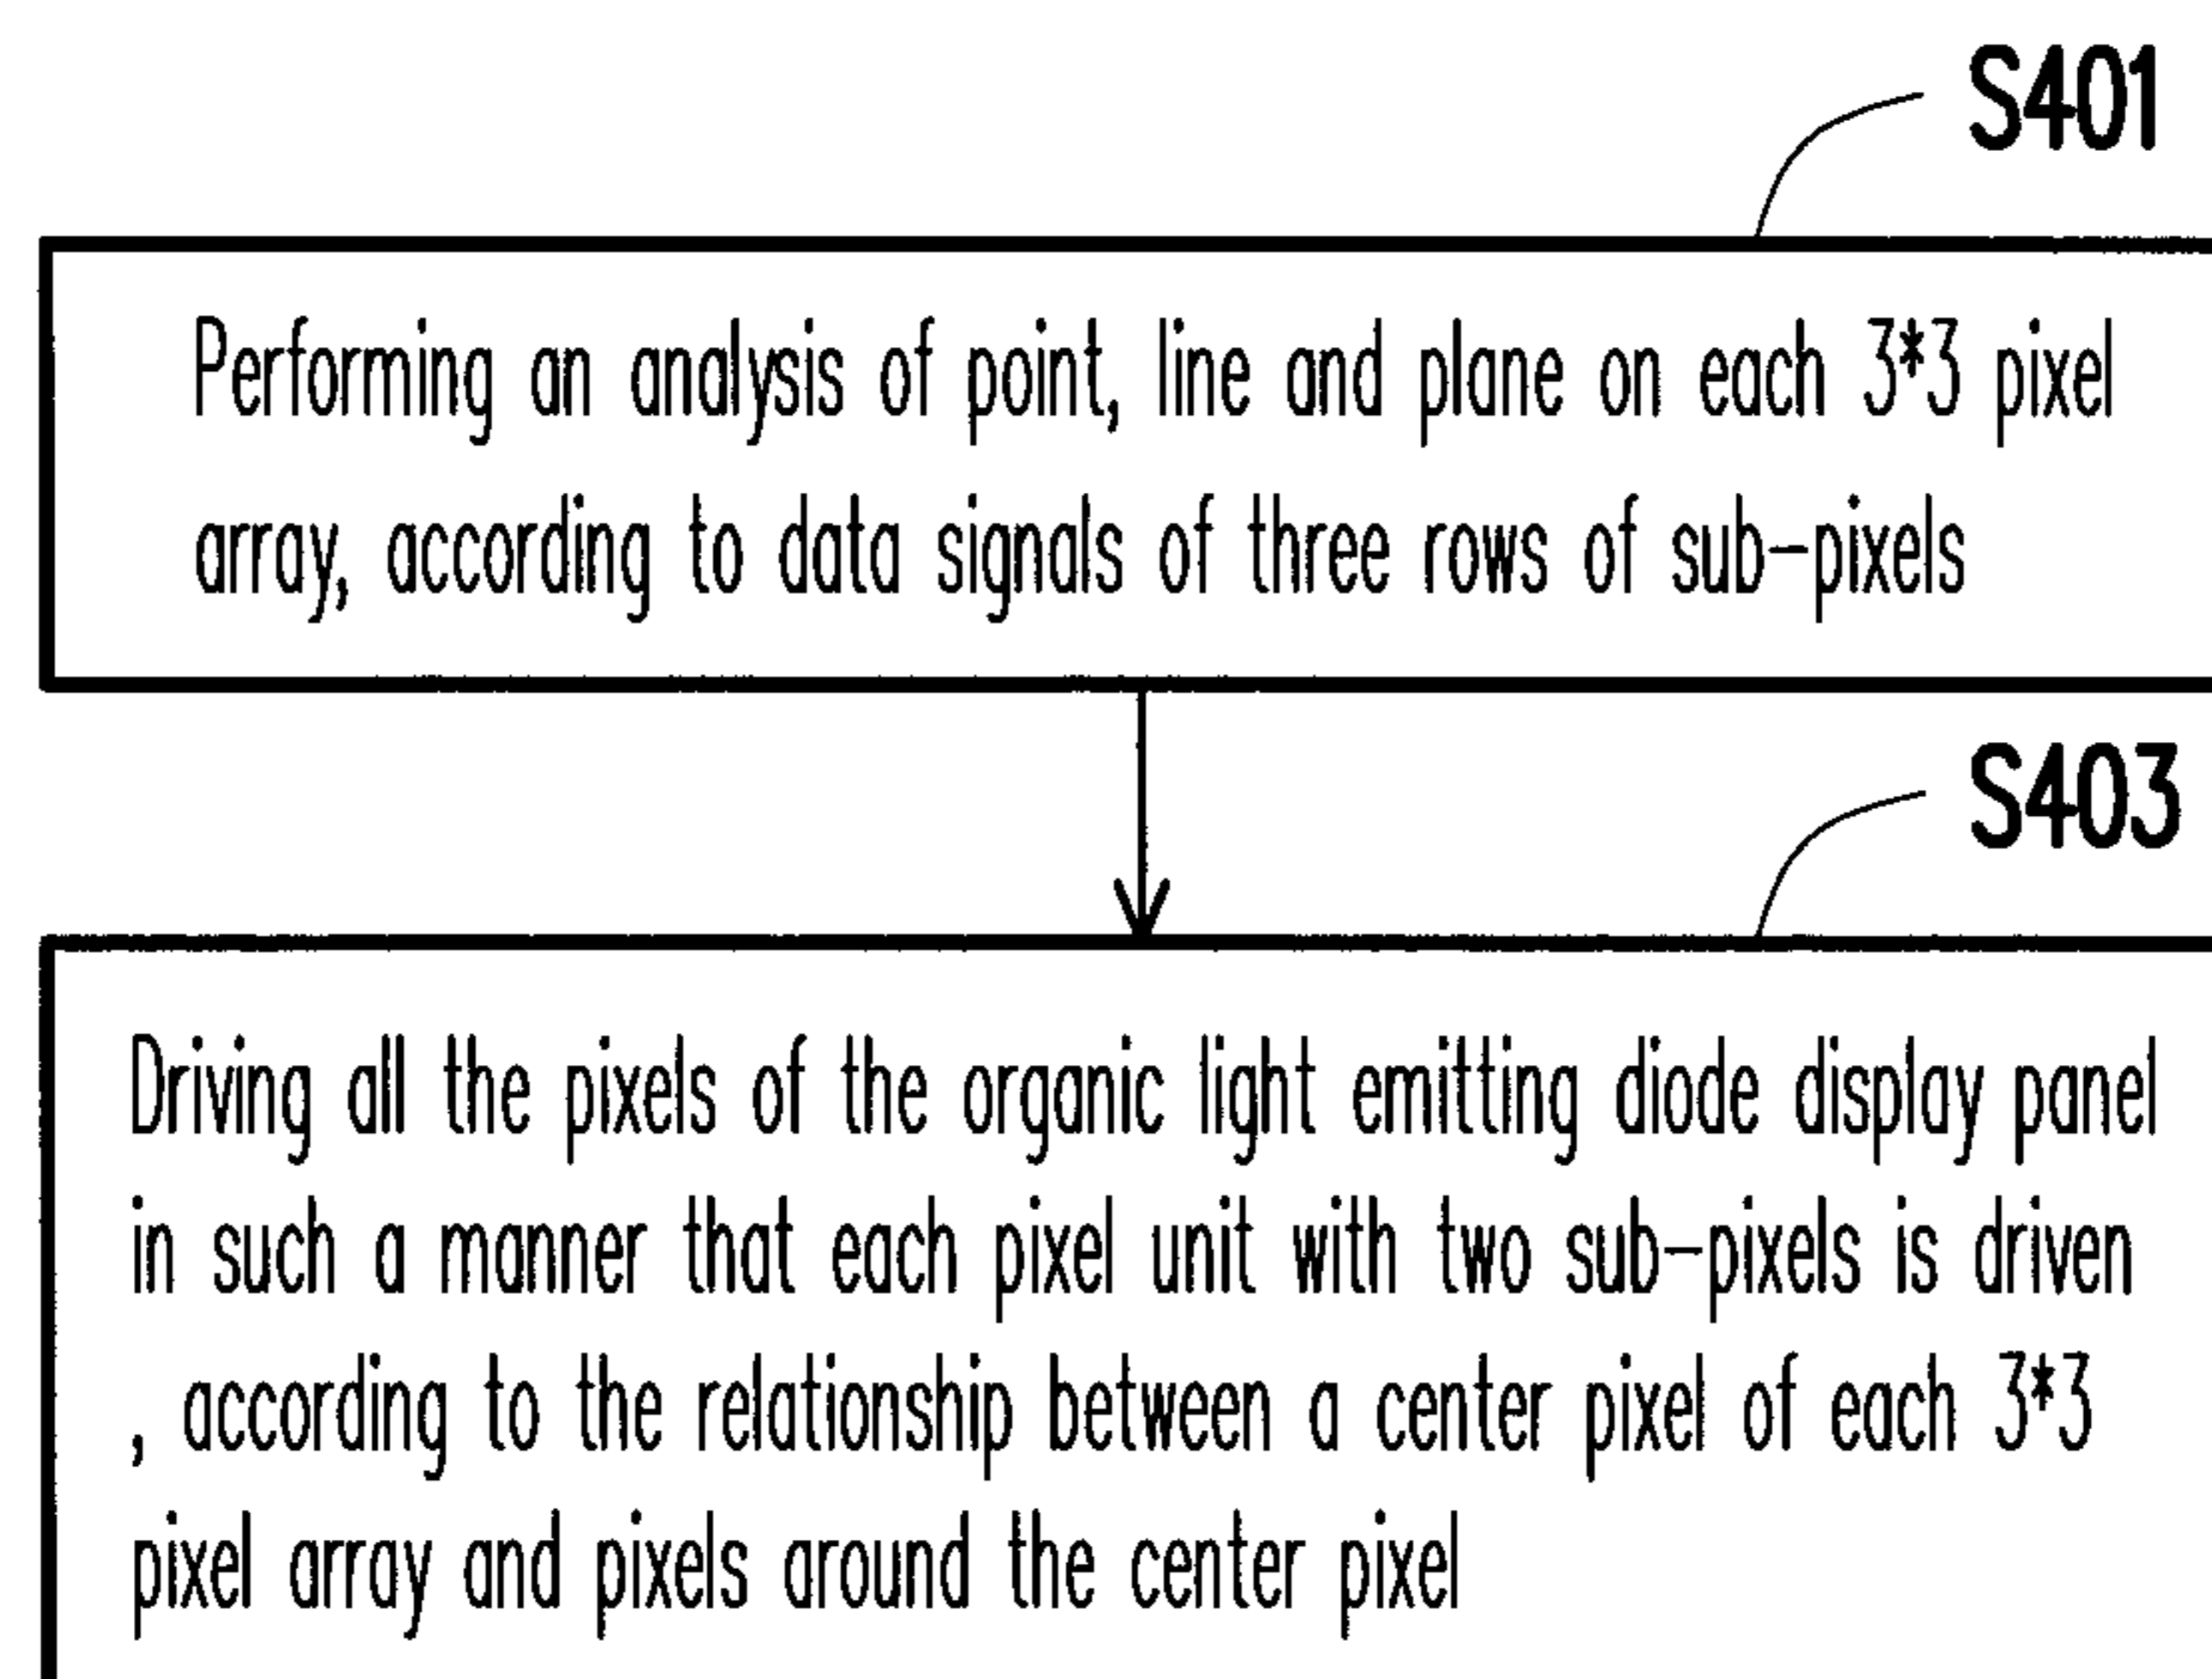 S401
Performing an analysis of point, line and plane on each 3*3 pixel
array, according to data signals of three rows of sub-pixels
S403
Driving all the pixels of the organic light emitting diode display panel
in such a manner that each pixel unit with two sub-pixels is driven
, according to the relationship between a center pixel of each 3*3
pixel array and pixels around the center pixel